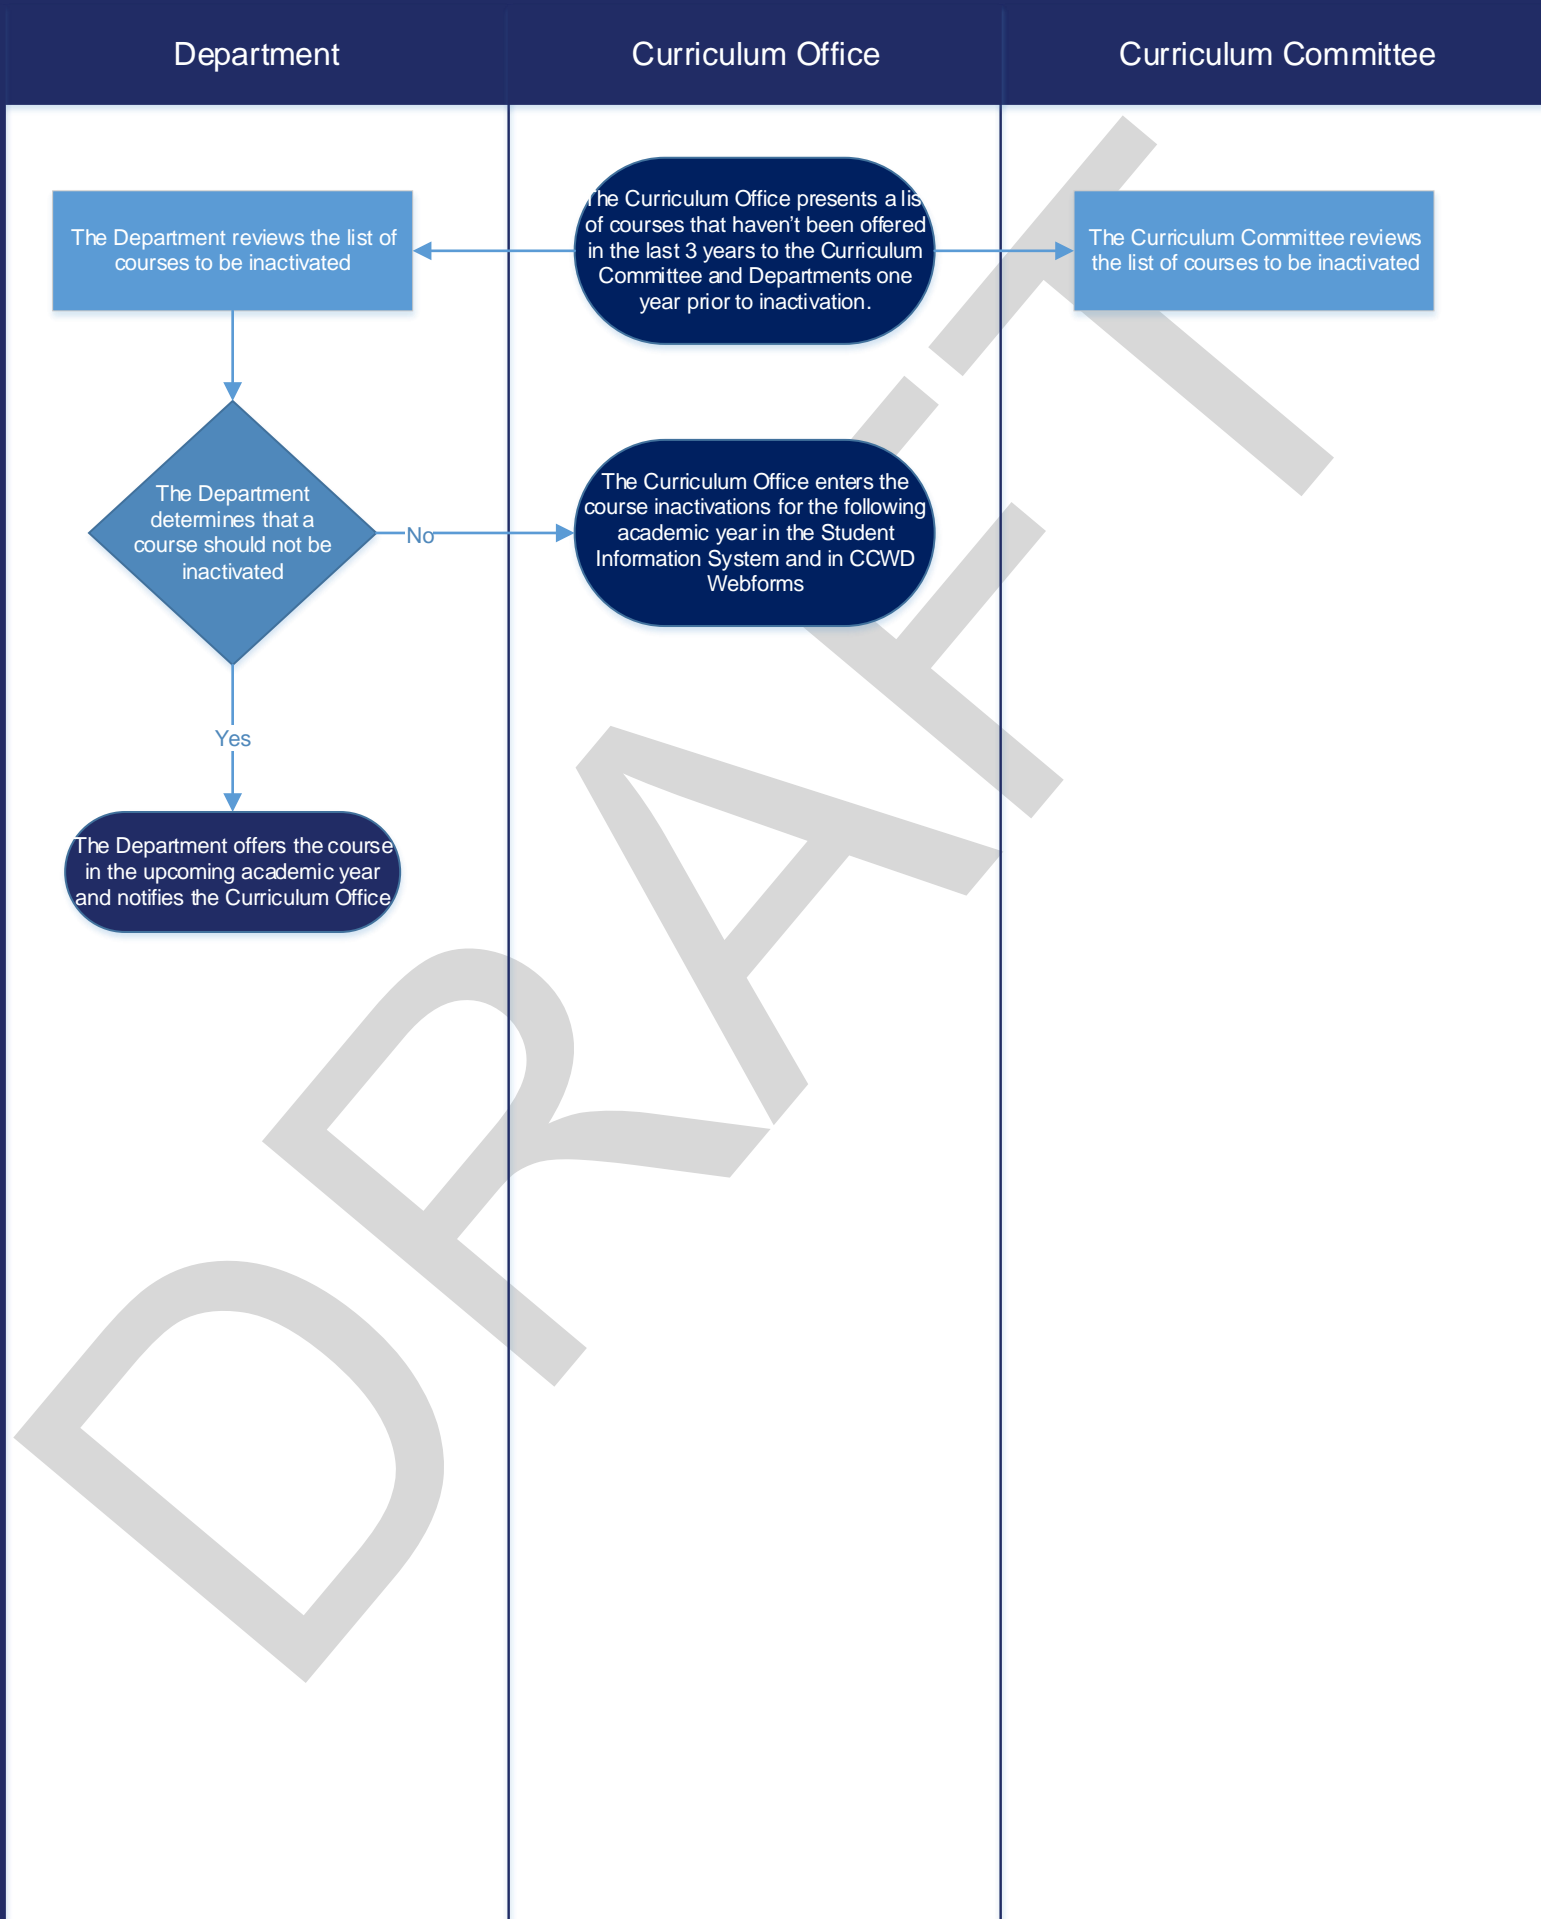 Department
Curriculum Office
Curriculum Committee
The Department reviews the list of
courses to be inactivated
The Curriculum Office presents a lis
of courses that haven't been offered
in the last 3 years to the Curriculum
Committee and Departments one
year prior to inactivation.
The Curriculum Committee reviews
the list of courses to be inactivated
The Department
determines that a
course should not be
inactivated
No
The Curriculum Office enters the
course inactivations for the following
academic year in the Student
Information System and in CCWD
Webforms
Yes
The Department offers the course
in the upcoming academic year
and notifies the Curriculum Office
DRAFT